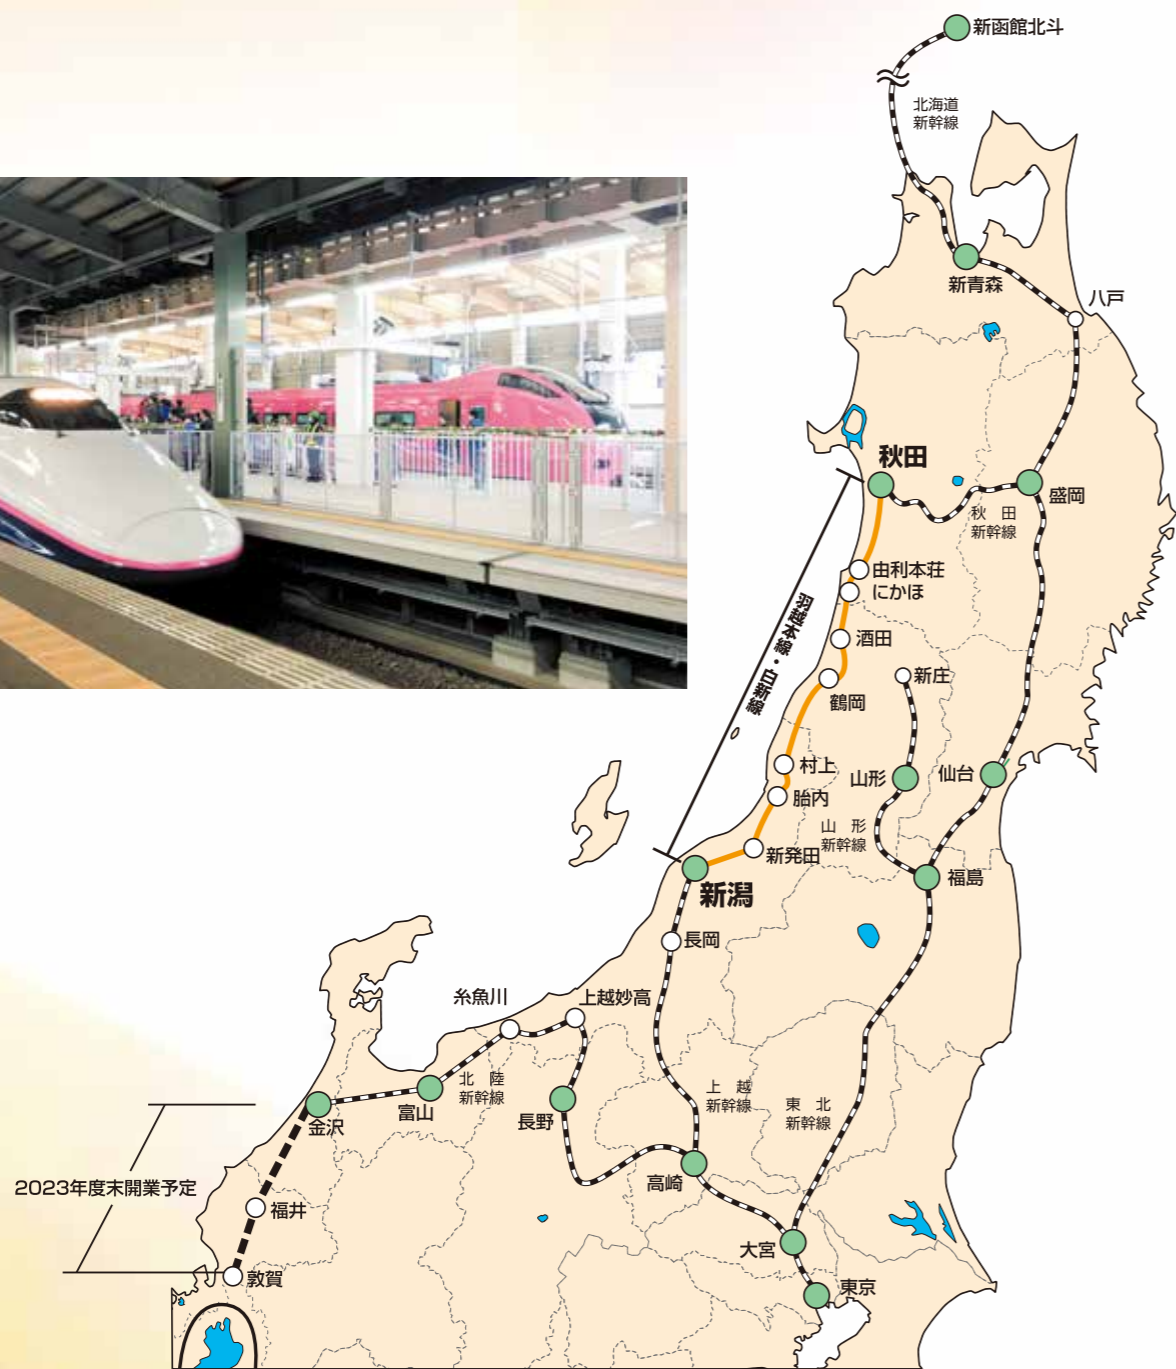 新函館北斗
北海道
新幹線
新青森
八戸
秋田
盛岡
秋田
新幹線
由利本荘
にかほ
酒田
羽越本線・白新線
新庄
鶴岡
村上
山形
仙台
胎内
山形
新幹線
新発田
福島
新潟
長岡
糸魚川
上越妙高
北陸
新幹線
上越
新幹線
東北
新幹線
富山
長野
金沢
高崎
2023年度末開業予定
福井
大宮
敦賀
東京